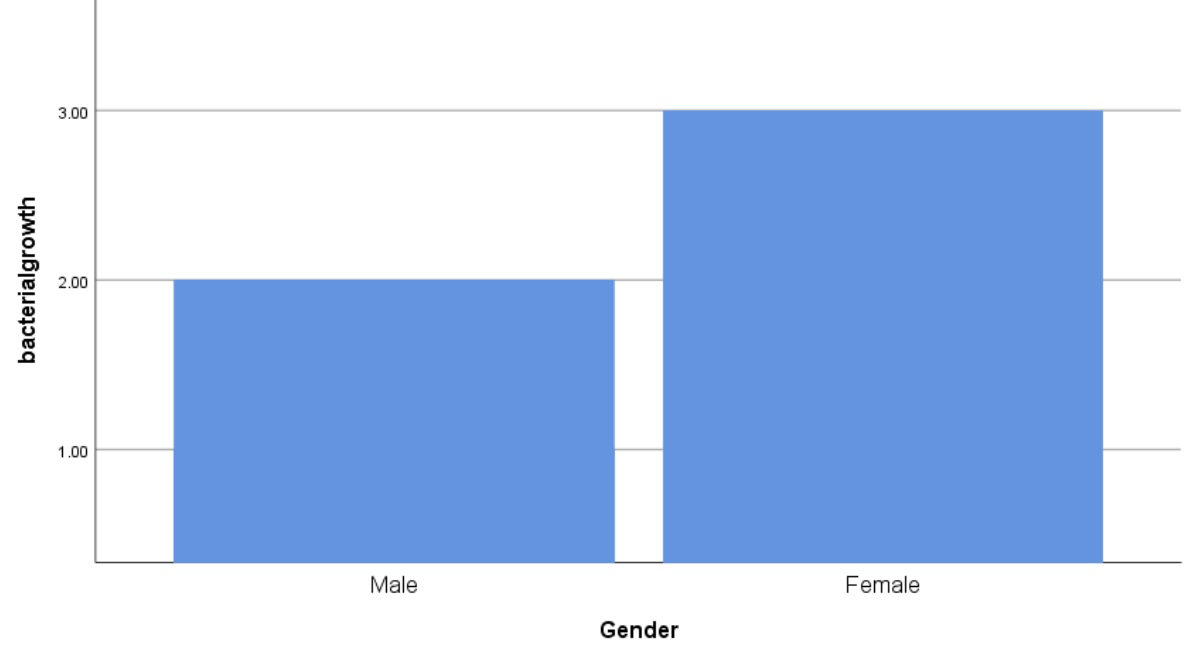 3.00
2.00
1.00
bacterialgrowth
Male Female
Gender